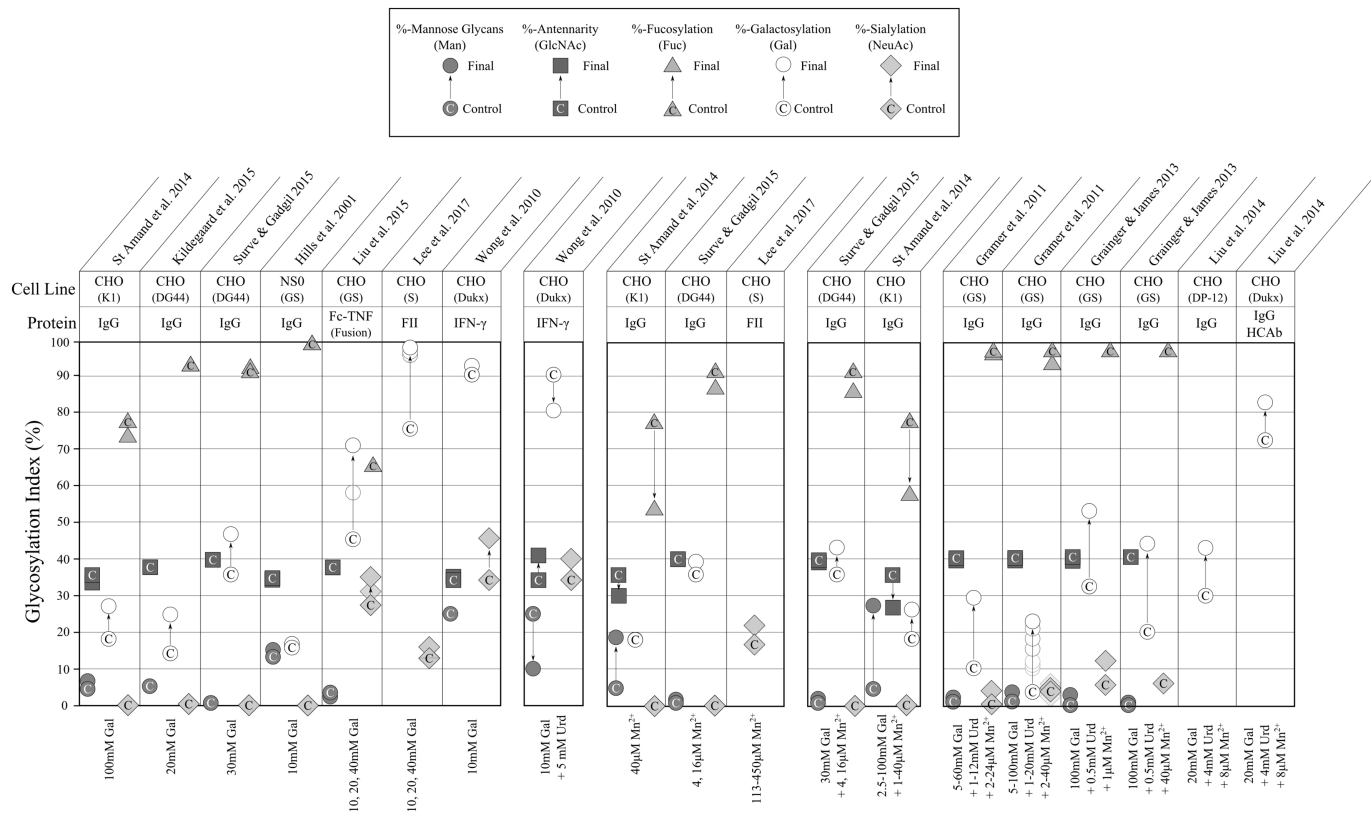 %-Mannose Glycans (Man)
Final
Control
%-Antennarity (GlcNAc)
Final
Control
%-Fucosylation (Fuc)
Final
Control
%-Galactosylation (Gal)
Final
Control
%-Sialylation (NeuAc)
Final
Control
C C C C C
St Amand et al. 2014
Kildegaard et al. 2015
Surve & Gadgil 2015
Hills et al. 2001
Liu et al. 2015
Lee et al. 2017
Wong et al. 2010
Wong et al. 2010
St Amand et al. 2014
Surve & Gadgil 2015
Lee et al. 2017
Surve & Gadgil 2015
St Amand et al. 2014
Gramer et al. 2011
Gramer et al. 2011
Grainger & James 2013
Grainger & James 2013
Liu et al. 2014
Liu et al. 2014
Cell Line
CHO (K1)
CHO (DG44)
CHO (DG44)
NS0 (GS)
CHO (GS)
CHO (S)
CHO (Dukx)
CHO (Dukx)
CHO (K1)
CHO (DG44)
CHO (S)
CHO (DG44)
CHO (K1)
CHO (GS)
CHO (GS)
CHO (GS)
CHO (GS)
CHO (DP-12)
CHO (Dukx)
Protein
IgG
IgG
IgG
IgG
Fc-TNF (Fusion)
FII
IFN-γ
IFN-γ
IgG
IgG
FII
IgG
IgG
IgG
IgG
IgG
IgG
IgG
IgG HCAb
Glycosylation Index (%)
100
90
80
70
60
50
40
30
20
10
0
100mM Gal
20mM Gal
30mM Gal
10mM Gal
10, 20, 40mM Gal
10, 20, 40mM Gal
10mM Gal
10mM Gal
+ 5 mM Urd
40μM Mn²⁺
4, 16μM Mn²⁺
113-450μM Mn²⁺
30mM Gal
+ 4, 16μM Mn²⁺
2.5-100mM Gal
+ 1-40μM Mn²⁺
5-60mM Gal
+ 1-12mM Urd
+ 2-24μM Mn²⁺
5-100mM Gal
+ 1-20mM Urd
+ 2-40μM Mn²⁺
100mM Gal
+ 0.5mM Urd
+ 1μM Mn²⁺
100mM Gal
+ 0.5mM Urd
+ 40μM Mn²⁺
20mM Gal
+ 4mM Urd
+ 8μM Mn²⁺
20mM Gal
+ 4mM Urd
+ 8μM Mn²⁺